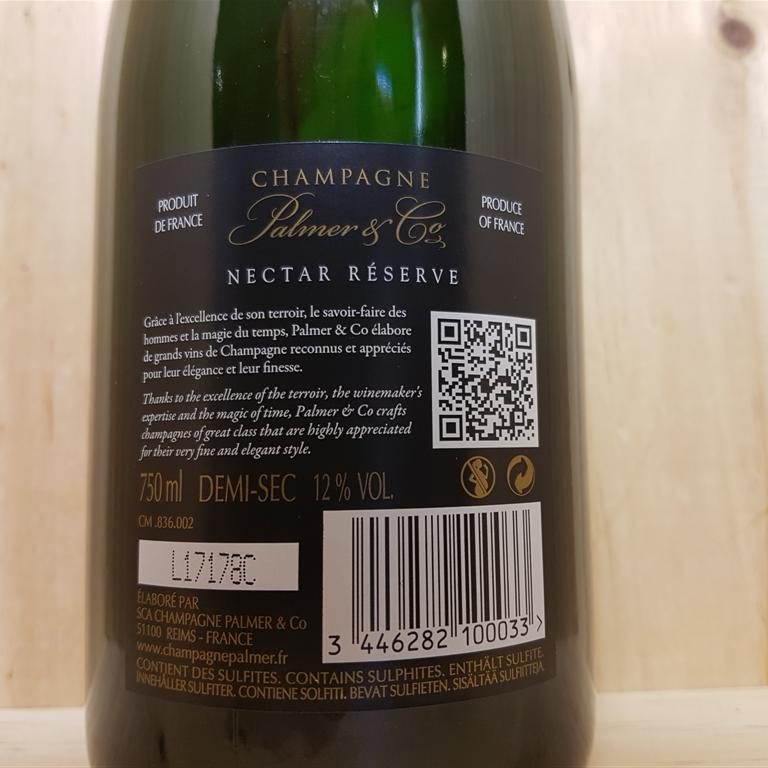 CHAMPAGNE
PRODUIT
DE FRANCE
Palmer & Co
PRODUCE
OF FRANCE
NECTAR RÉSERVE
Grâce à l'excellence de son terroir, le savoir-faire des
hommes et la magie du temps, Palmer & Co élabore
de grands vins de Champagne reconnus et appréciés
pour leur élégance et leur finesse.
Thanks to the excellence of the terroir, the winemaker's
expertise and the magic of time, Palmer & Co crafts
champagnes of great class that are highly appreciated
for their very fine and elegant style.
750 ml DEMI-SEC 12 % VOL.
CM .836.002
L17178C
ÉLABORÉ PAR
SCA CHAMPAGNE PALMER & Co
51100 REIMS - FRANCE
www.champagnepalmer.fr
3 446282 100033 >
CONTIENT DES SULFITES. CONTAINS SULPHITES. ENTHÄLT SULFITE.
INNEHÅLLER SULFITER. CONTIENE SOLFITI. BEVAT SULFIETEN. SISÄLTÄÄ SULFIITTEJA